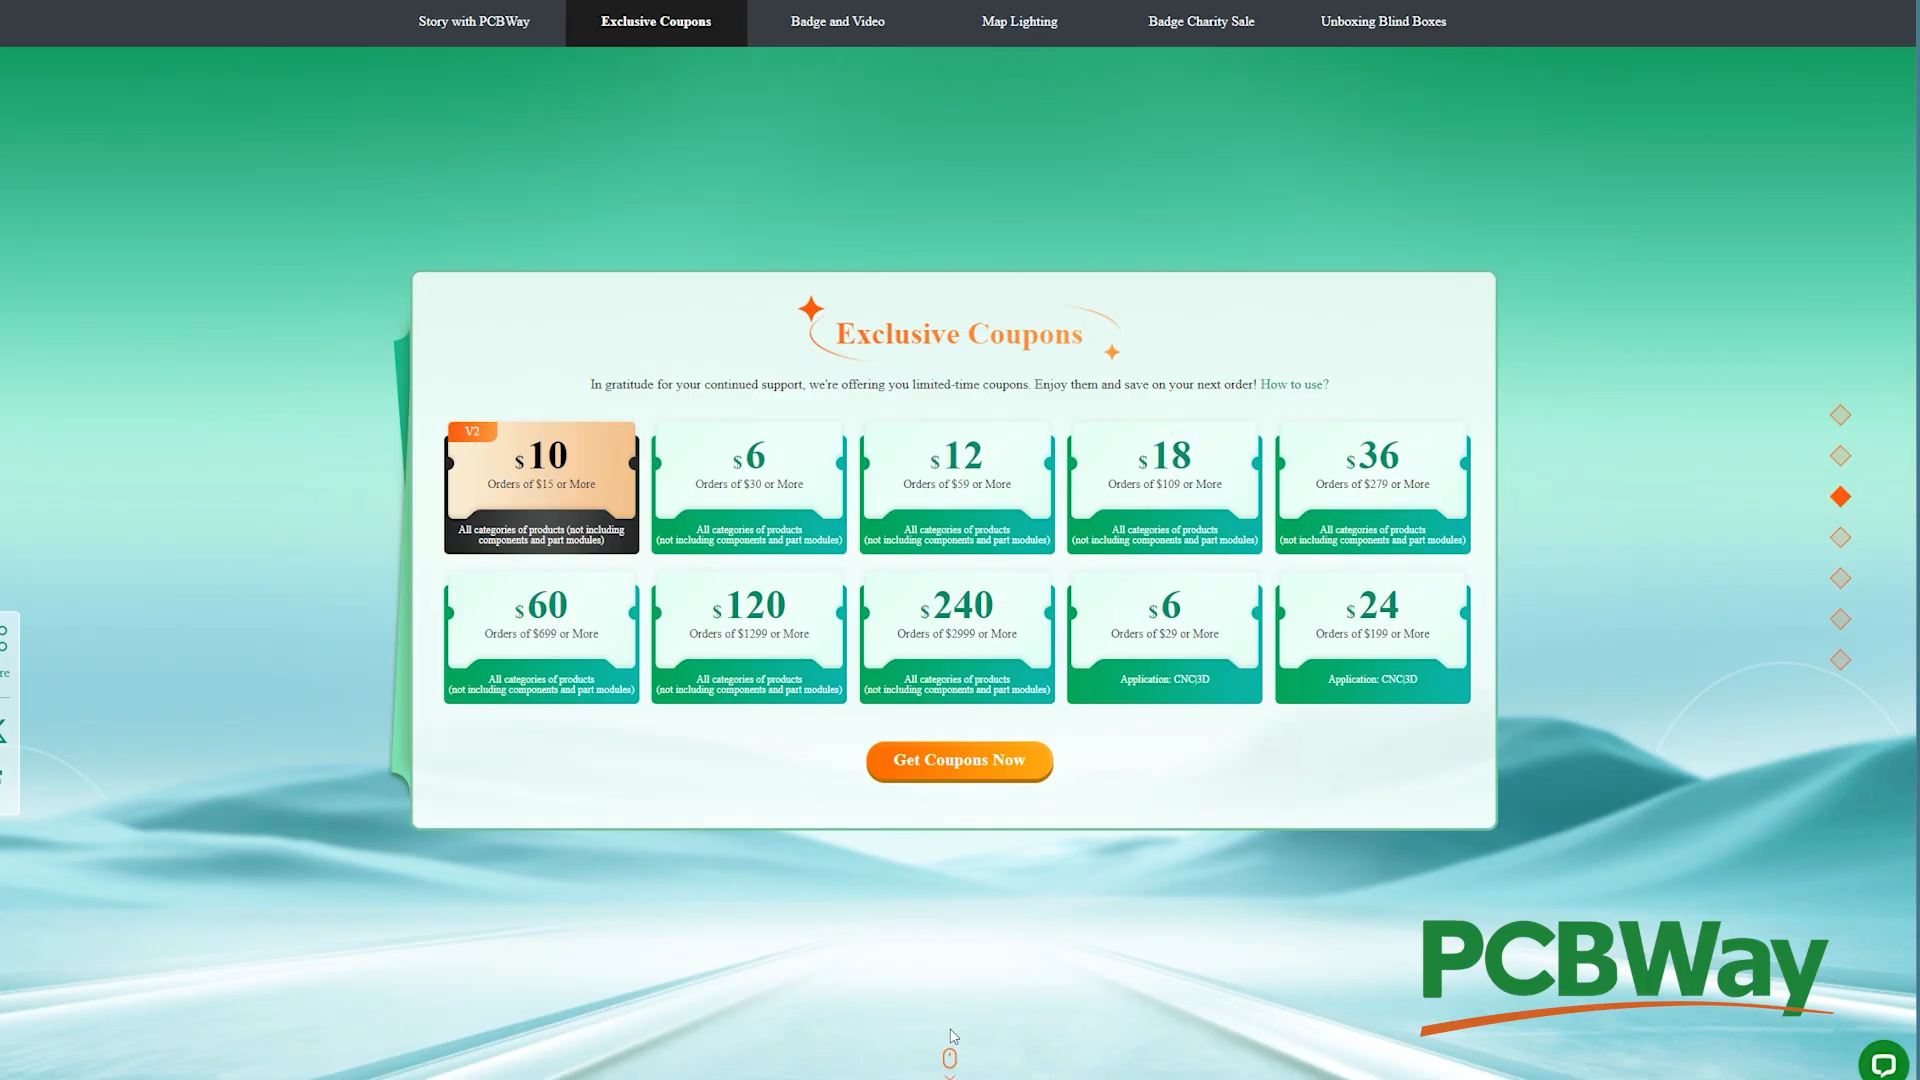 Story with PCBWay
Exclusive Coupons
Badge and Video
Map Lighting
Badge Charity Sale
Unboxing Blind Boxes
Exclusive Coupons
In gratitude for your continued support, we're offering you limited-time coupons. Enjoy them and save on your next order! How to use?
V2
$10
Orders of $15 or More
All categories of products (not including
components and part modules)
$6
Orders of $30 or More
All categories of products
(not including components and part modules)
$12
Orders of $59 or More
All categories of products
(not including components and part modules)
$18
Orders of $109 or More
All categories of products
(not including components and part modules)
$36
Orders of $279 or More
All categories of products
(not including components and part modules)
$60
Orders of $699 or More
All categories of products
(not including components and part modules)
$120
Orders of $1299 or More
All categories of products
(not including components and part modules)
$240
Orders of $2999 or More
All categories of products
(not including components and part modules)
$6
Orders of $29 or More
Application: CNC|3D
$24
Orders of $199 or More
Application: CNC|3D
Get Coupons Now
re
PCBWay